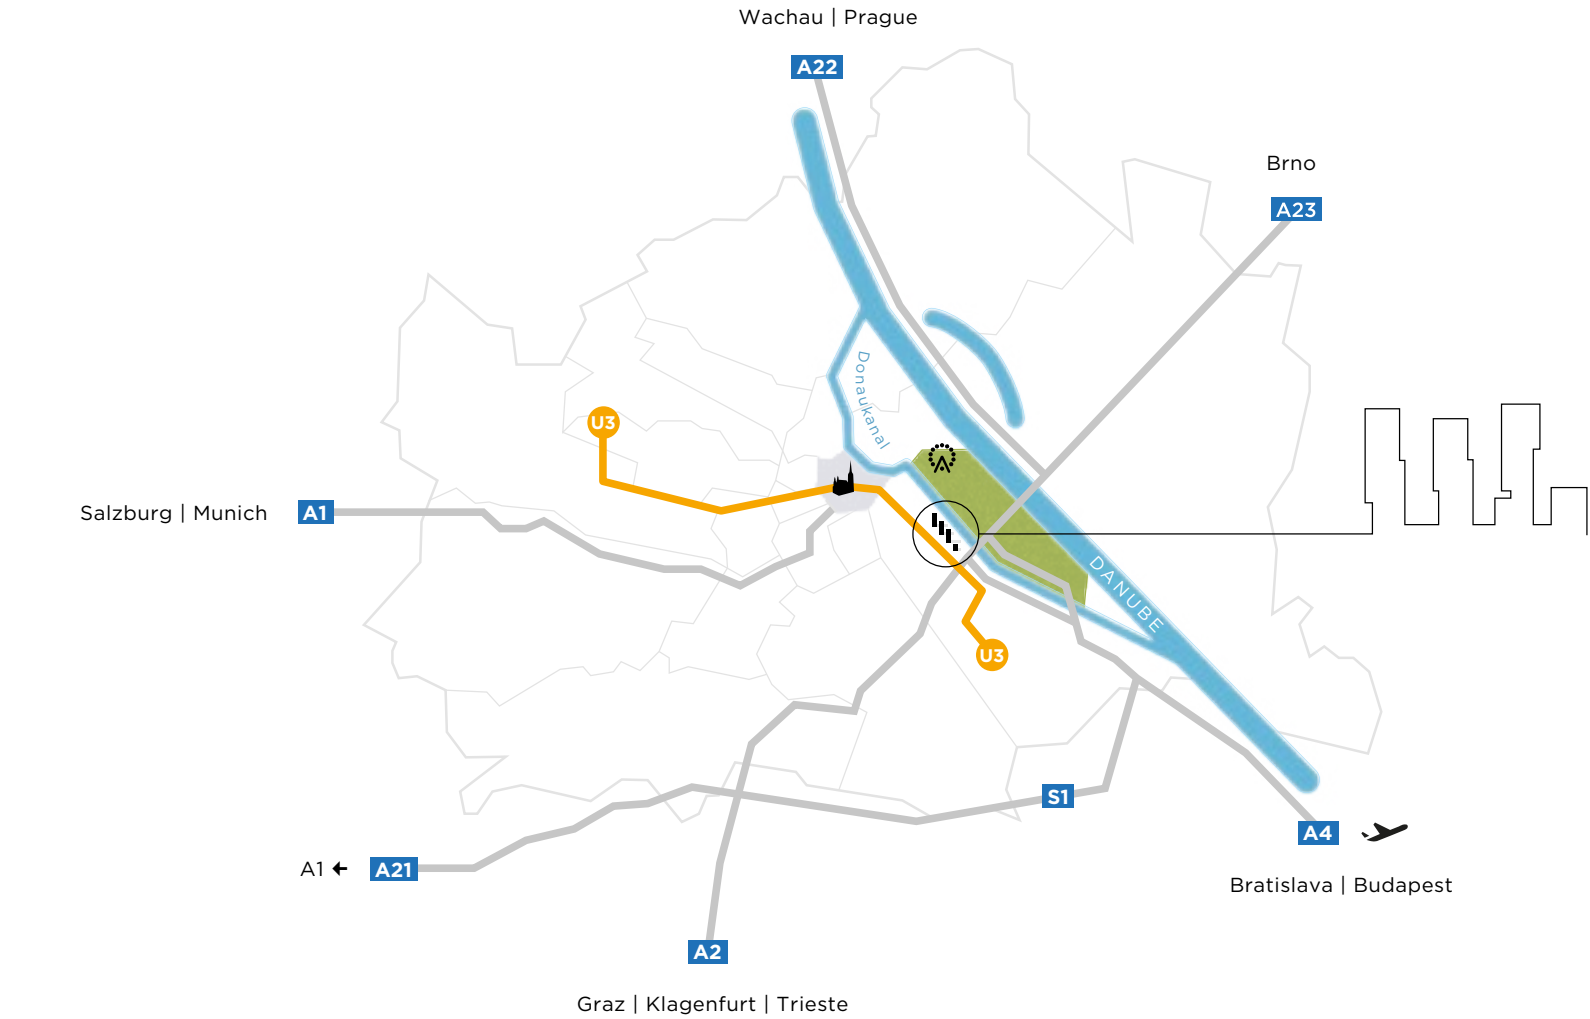 Wachau | Prague
A22
Brno
A23
Donaukanal
U3
Salzburg | Munich
A1
DANUBE
U3
S1
A4
A1
A21
Bratislava | Budapest
A2
Graz | Klagenfurt | Trieste